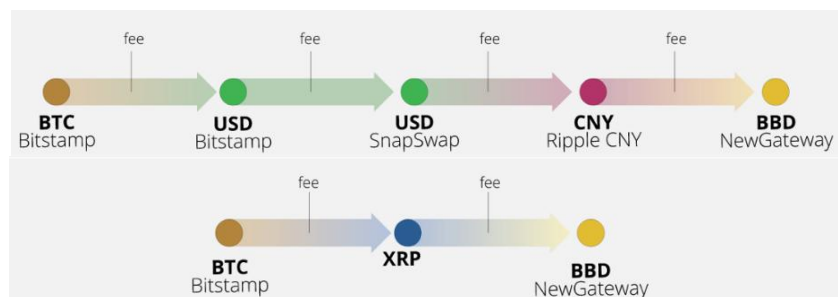 fee fee fee fee
BTC USD USD CNY BBD
Bitstamp Bitstamp SnapSwap Ripple CNY NewGateway
fee fee
BTC XRP BBD
Bitstamp NewGateway